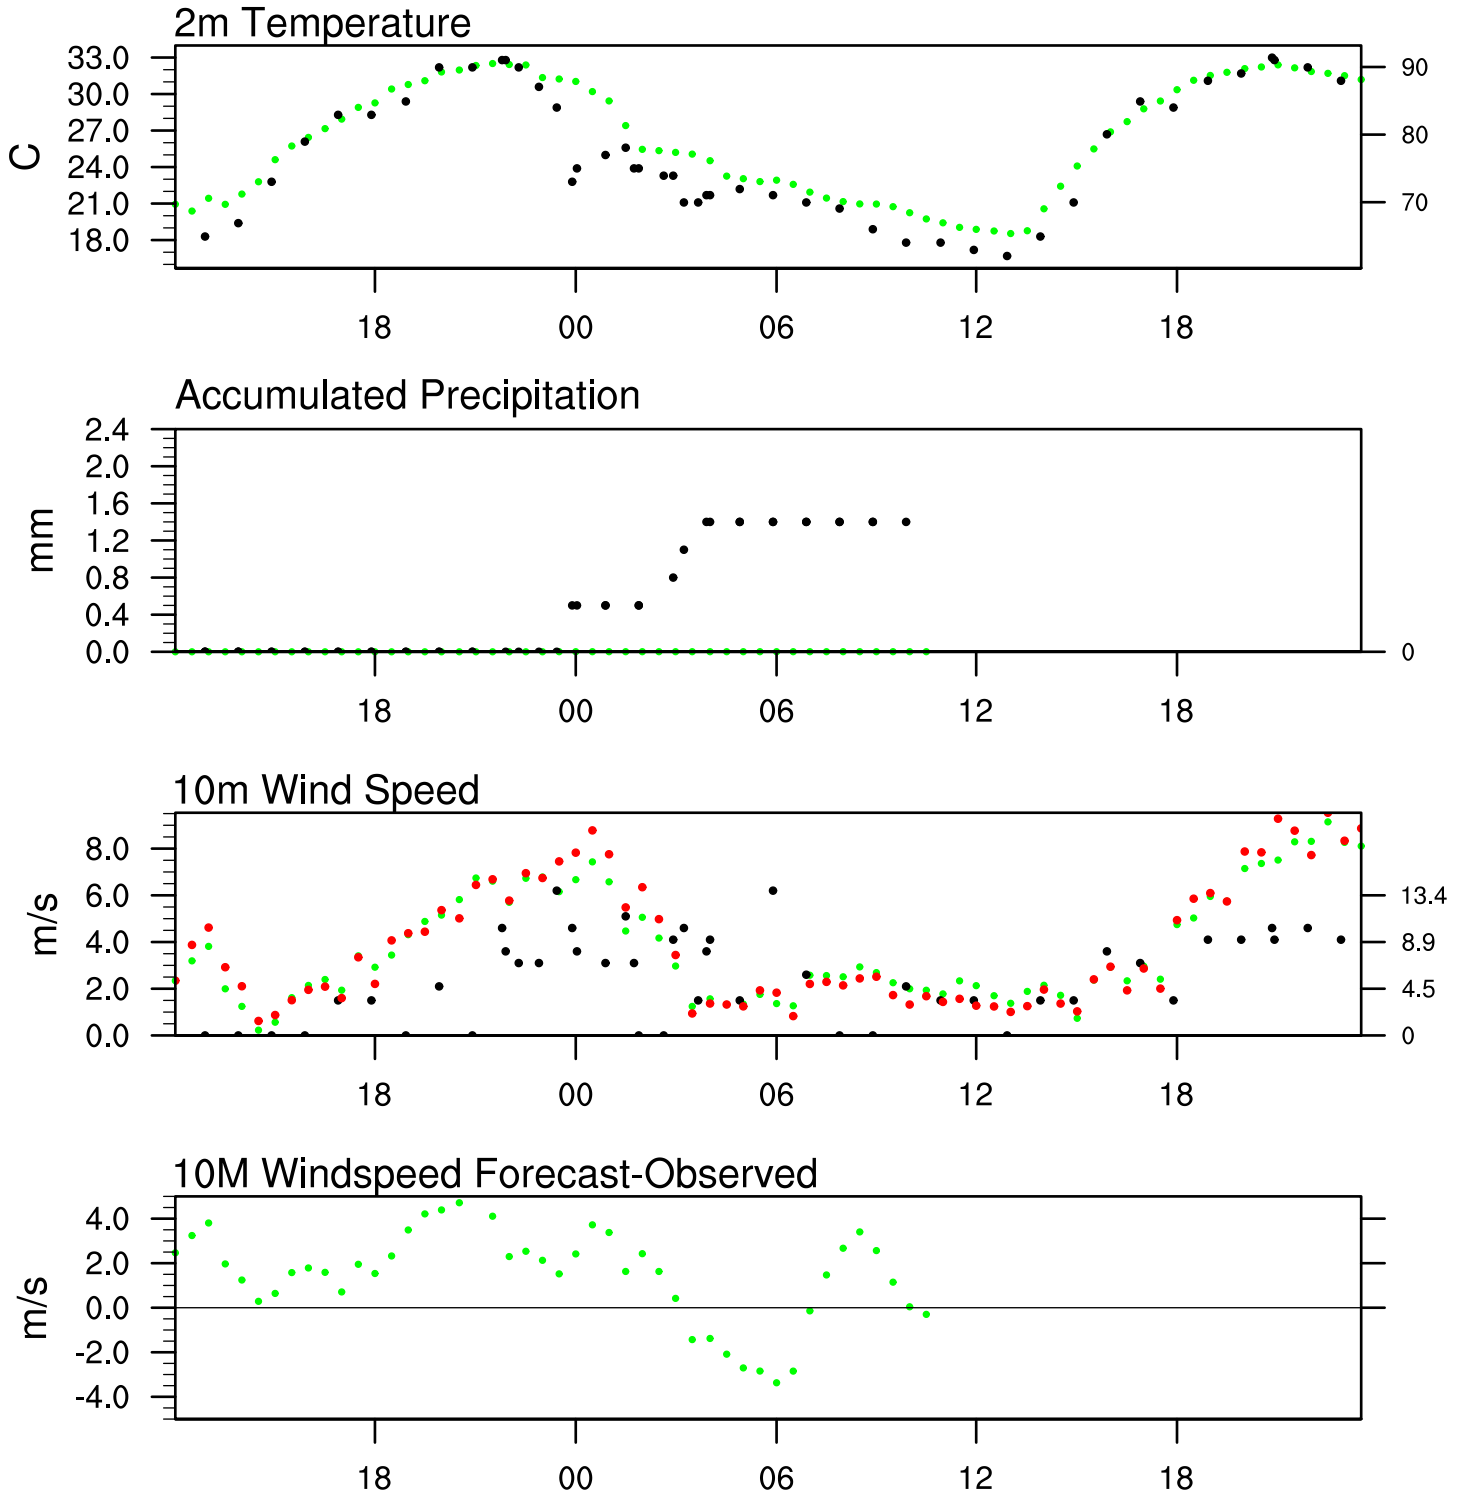 2m Temperature
33.0
30.0
27.0
24.0
21.0
18.0
C
90
80
70
18 00 06 12 18
Accumulated Precipitation
2.4
2.0
1.6
1.2
0.8
0.4
0.0
mm
0
18 00 06 12 18
10m Wind Speed
8.0
6.0
4.0
2.0
0.0
m/s
13.4
8.9
4.5
0
18 00 06 12 18
10M Windspeed Forecast-Observed
4.0
2.0
0.0
-2.0
-4.0
m/s
18 00 06 12 18